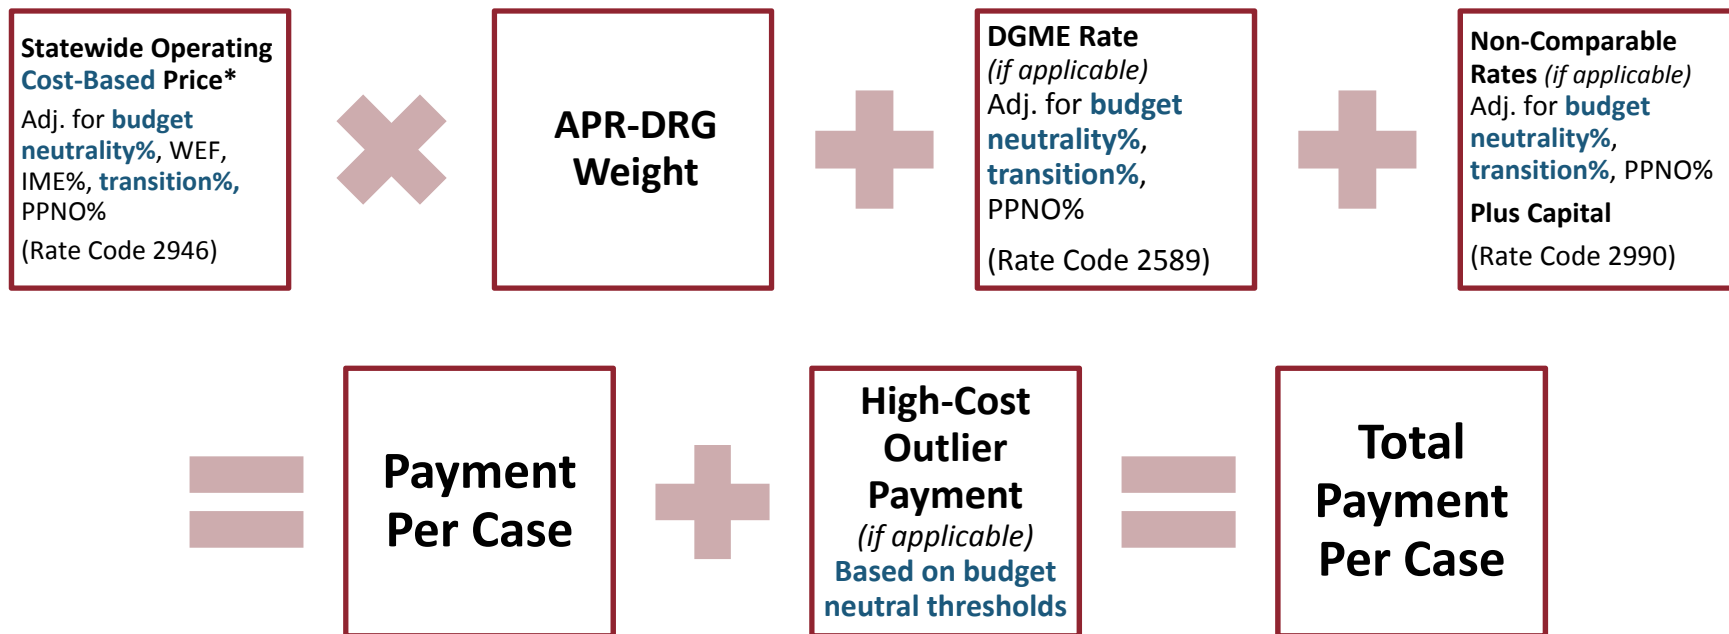 Statewide Operating
Cost-Based Price*
Adj. for budget
neutrality%, WEF,
IME%, transition%,
PPNO%
(Rate Code 2946)
APR-DRG
Weight
DGME Rate
(if applicable)
Adj. for budget
neutrality%,
transition%,
PPNO%
(Rate Code 2589)
Non-Comparable
Rates (if applicable)
Adj. for budget
neutrality%,
transition%, PPNO%
Plus Capital
(Rate Code 2990)
Payment
Per Case
High-Cost
Outlier
Payment
(if applicable)
Based on budget
neutral thresholds
Total
Payment
Per Case